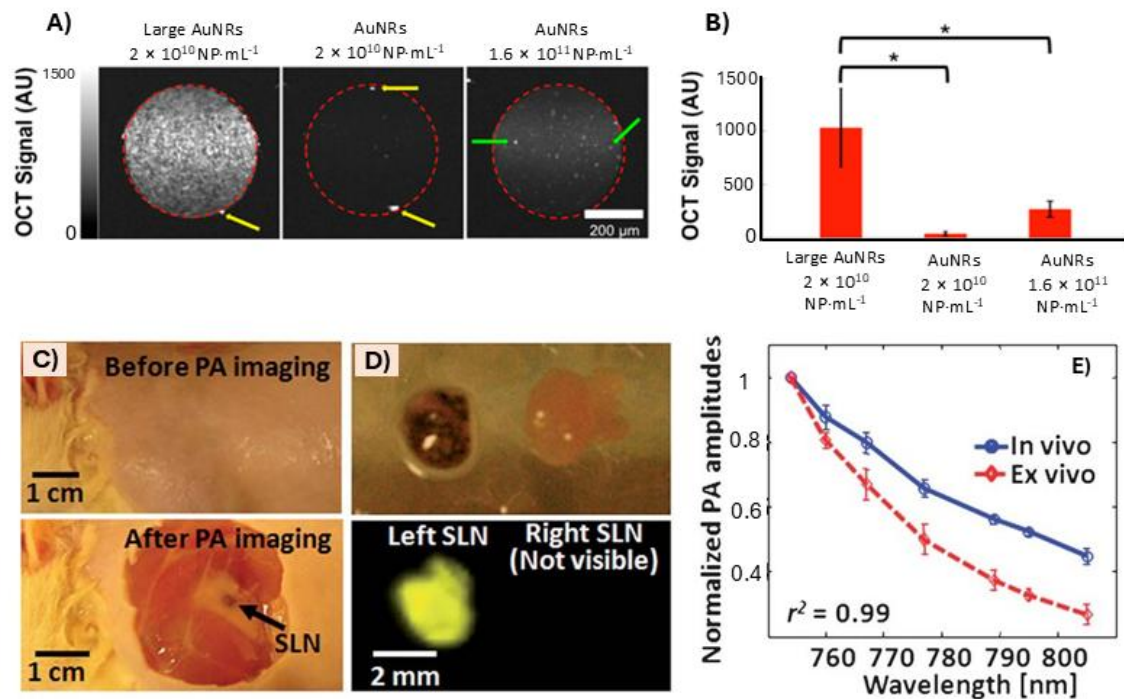 A)
Large AuNRs
2 × 10¹⁰ NP·mL⁻¹
AuNRs
2 × 10¹⁰ NP·mL⁻¹
AuNRs
1.6 × 10¹¹ NP·mL⁻¹
OCT Signal (AU)
1500
0
200 µm
B)
OCT Signal (AU)
1500
1000
500
0
*
*
Large AuNRs
2 × 10¹⁰
NP·mL⁻¹
AuNRs
2 × 10¹⁰
NP·mL⁻¹
AuNRs
1.6 × 10¹¹
NP·mL⁻¹
C)
Before PA imaging
1 cm
After PA imaging
SLN
1 cm
D)
Left SLN
Right SLN
(Not visible)
2 mm
E)
Normalized PA amplitudes
1
0.8
0.6
0.4
In vivo
Ex vivo
r² = 0.99
760 770 780 790 800
Wavelength [nm]